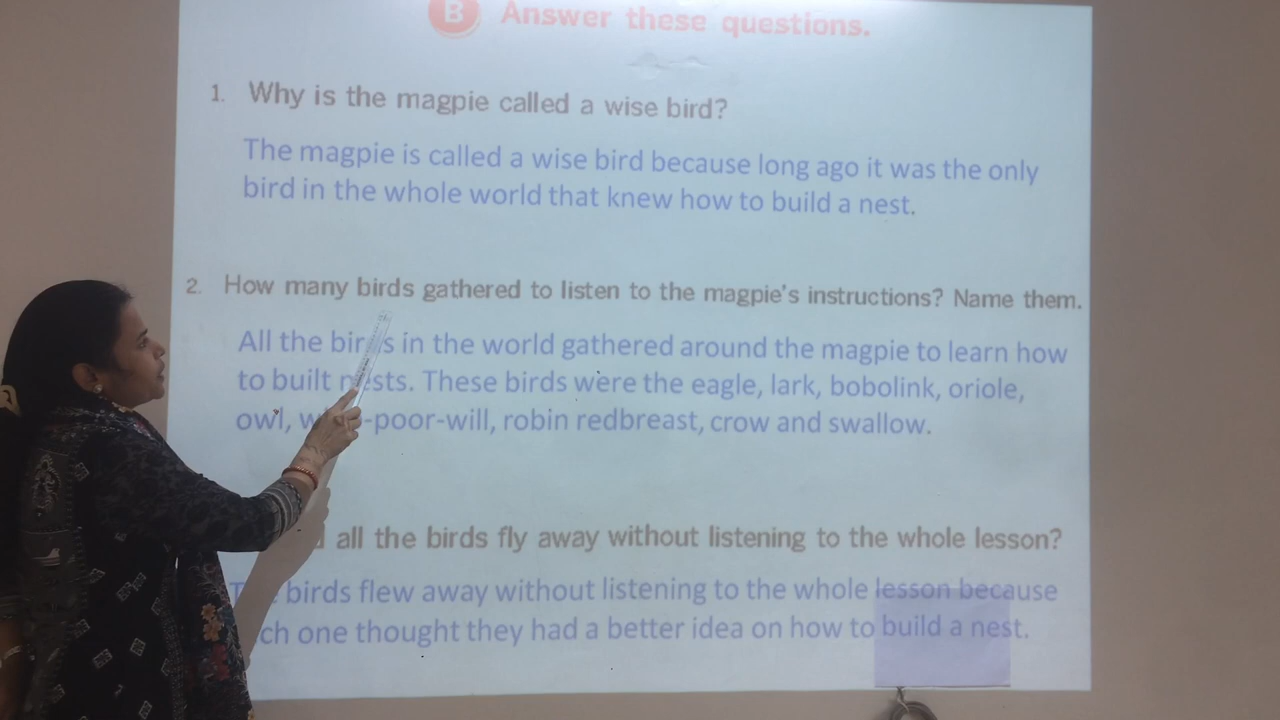 B Answer these questions.
1. Why is the magpie called a wise bird?
The magpie is called a wise bird because long ago it was the only
bird in the whole world that knew how to build a nest.
2. How many birds gathered to listen to the magpie's instructions? Name them.
All the birds in the world gathered around the magpie to learn how
to built nests. These birds were the eagle, lark, bobolink, oriole,
owl, -poor-will, robin redbreast, crow and swallow.
all the birds fly away without listening to the whole lesson?
birds flew away without listening to the whole lesson because
one thought they had a better idea on how to build a nest.